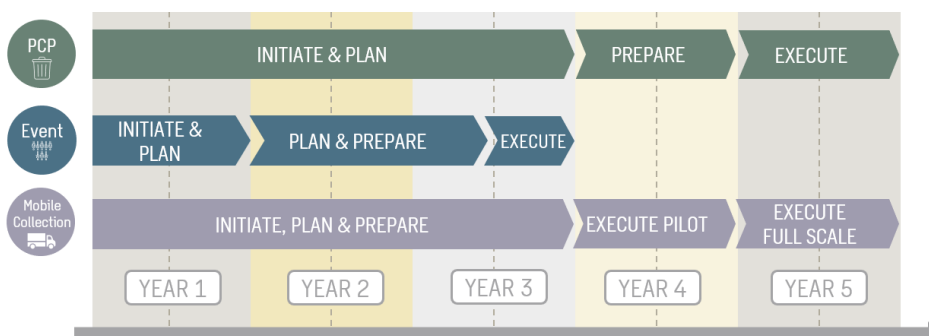 PCP
INITIATE & PLAN
PREPARE
EXECUTE
Event
INITIATE &
PLAN
PLAN & PREPARE
EXECUTE
Mobile
Collection
INITIATE, PLAN & PREPARE
EXECUTE PILOT
EXECUTE
FULL SCALE
YEAR 1
YEAR 2
YEAR 3
YEAR 4
YEAR 5